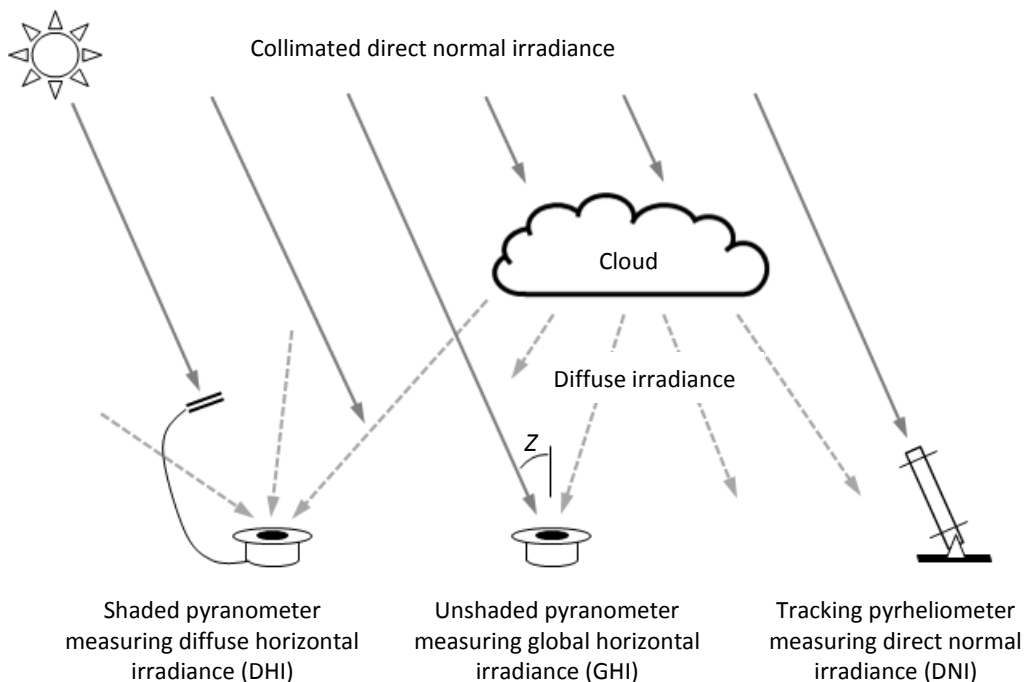 Collimated direct normal irradiance
Cloud
Diffuse irradiance
Z
Shaded pyranometer
measuring diffuse horizontal
irradiance (DHI)
Unshaded pyranometer
measuring global horizontal
irradiance (GHI)
Tracking pyrheliometer
measuring direct normal
irradiance (DNI)